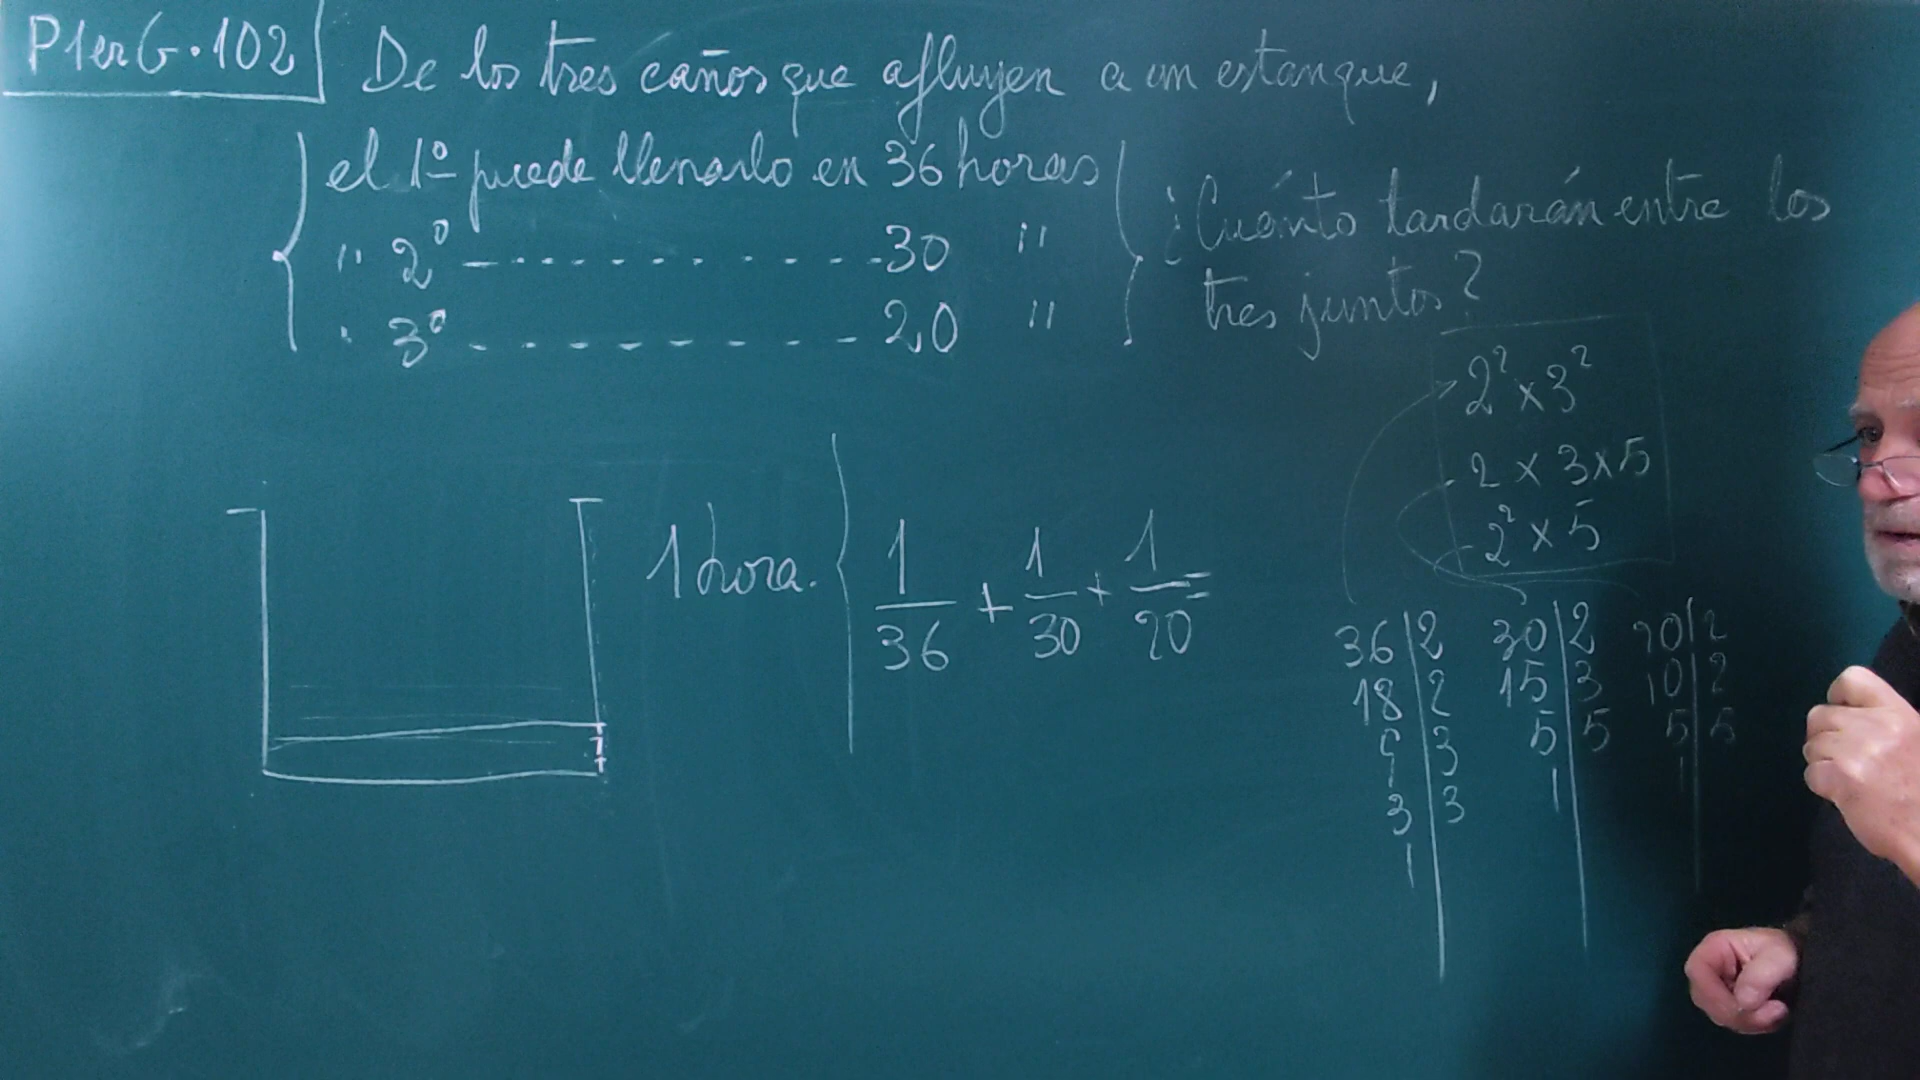 P1erG.102
De los tres caños que afluyen a un estanque,
el 1º puede llenarlo en 36 horas
" 2º - - - - - - - - - - 30 "
" 3º - - - - - - - - - - 20 "
¿Cuánto tardarán entre los
tres juntos?
2² x 3²
2 x 3 x 5
2² x 5
1 hora. { 1/36 + 1/30 + 1/20 =
36|2 30|2 20|2
18|2 15|3 10|2
9|3 5|5 5|5
3|3 1 1
1